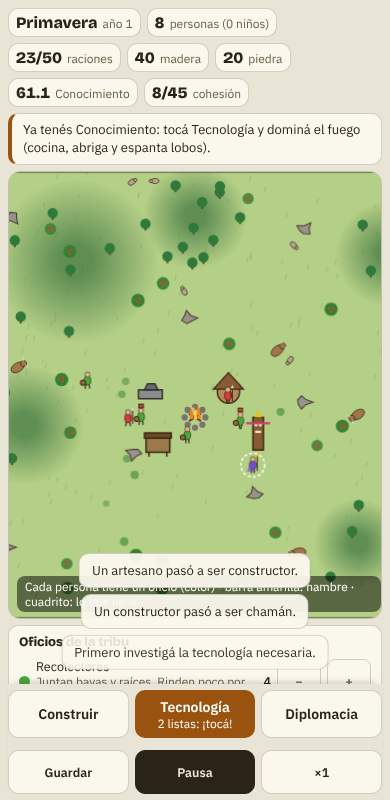 Primavera año 1
8 personas (0 niños)
23/50 raciones
40 madera
20 piedra
61.1 Conocimiento
8/45 cohesión
Ya tenés Conocimiento: tocá Tecnología y dominá el fuego
(cocina, abriga y espanta lobos).
Un artesano pasó a ser constructor.
Cada persona tiene un oficio (color) · barra amarilla: hambre ·
cuadrito:
Un constructor pasó a ser chamán.
Oficios de la tribu
Primero investigá la tecnología necesaria.
Recolectores
Juntan bayas y raíces. Rinden poco por
4
−
+
Construir
Tecnología
2 listas: ¡tocá!
Diplomacia
Guardar
Pausa
×1